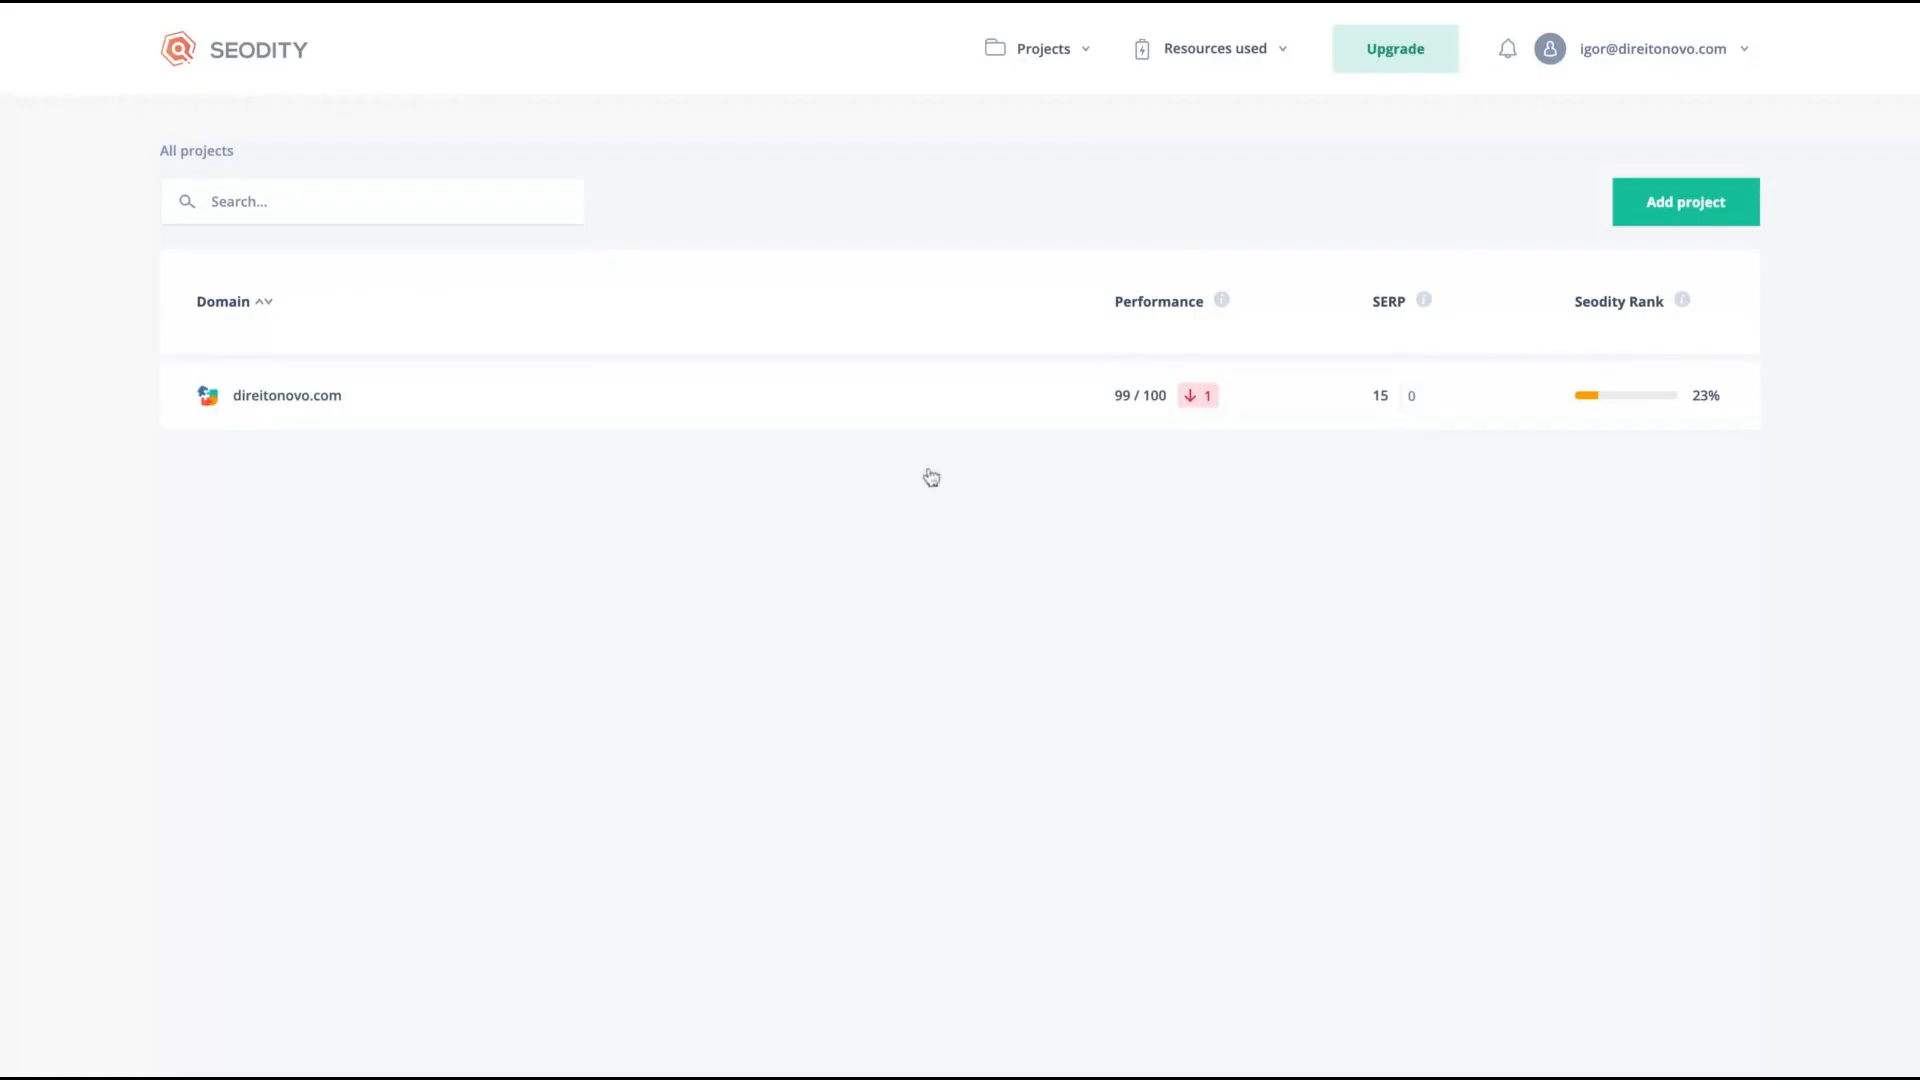 SEODITY
Projects
Resources used
Upgrade
igor@direitonovo.com
All projects
Search...
Add project
Domain
Performance
SERP
Seodity Rank
direitonovo.com
99 / 100
↓ 1
15
0
23%